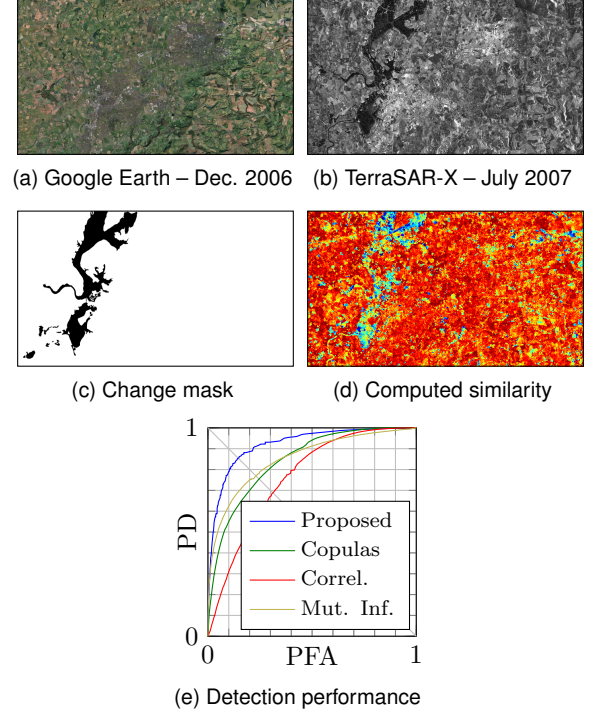 (a) Google Earth – Dec. 2006
(b) TerraSAR-X – July 2007
(c) Change mask
(d) Computed similarity
1
PD
Proposed
Copulas
Correl.
Mut. Inf.
0
0
PFA
1
(e) Detection performance